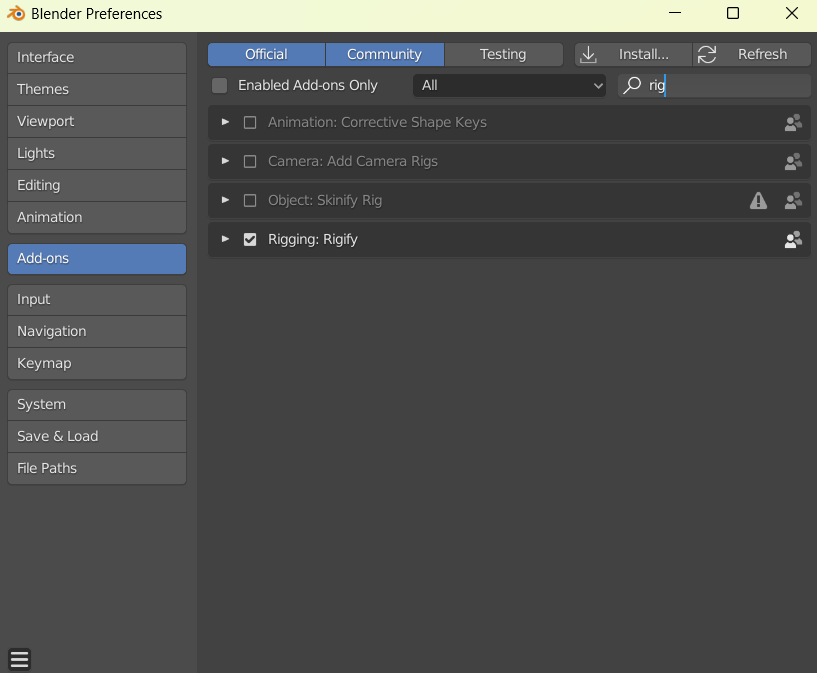 Blender Preferences
Interface
Themes
Viewport
Lights
Editing
Animation
Add-ons
Input
Navigation
Keymap
System
Save & Load
File Paths
Official Community Testing Install... Refresh
Enabled Add-ons Only All rig
Animation: Corrective Shape Keys
Camera: Add Camera Rigs
Object: Skinify Rig
Rigging: Rigify